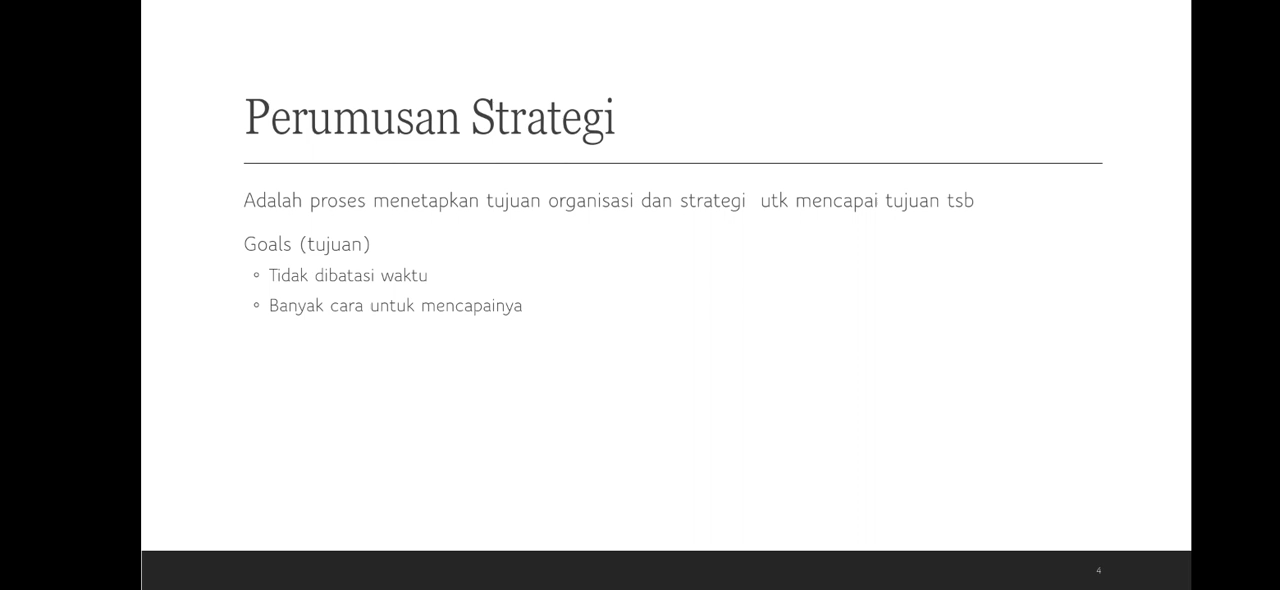 Perumusan Strategi
Adalah proses menetapkan tujuan organisasi dan strategi  utk mencapai tujuan tsb
Goals (tujuan)
◦ Tidak dibatasi waktu
◦ Banyak cara untuk mencapainya
4